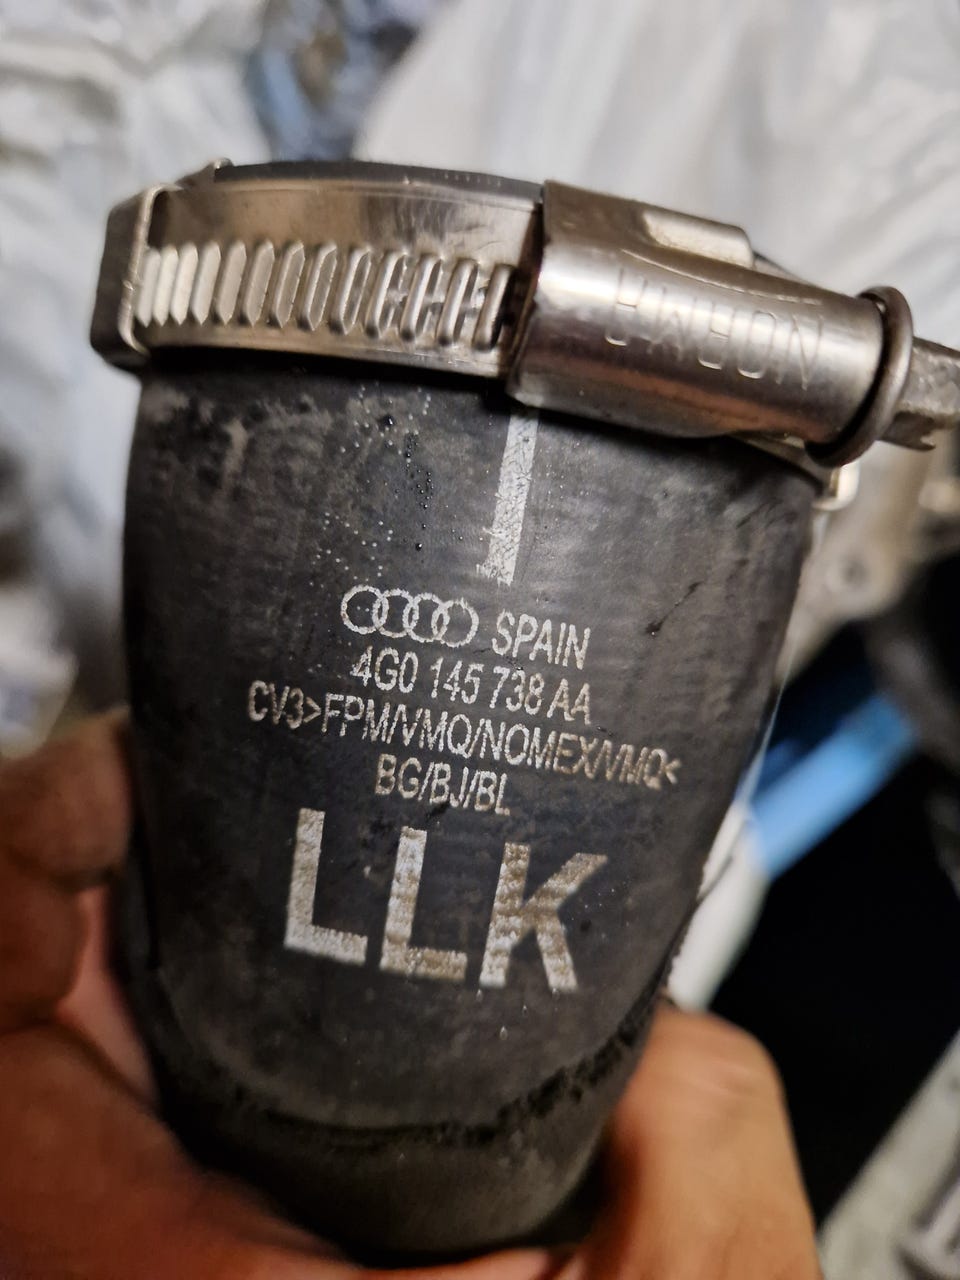 NORMA
SPAIN
4G0 145 738 AA
CV3>FPM/VMQ/NOMEX/VMQ<
BG/BJ/BL
LLK